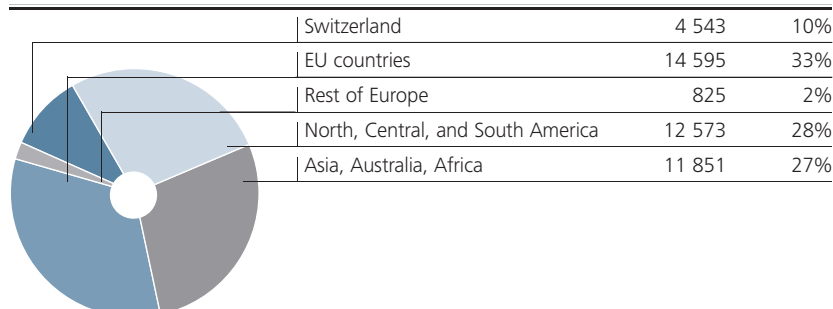 Switzerland 4 543 10%
EU countries 14 595 33%
Rest of Europe 825 2%
North, Central, and South America 12 573 28%
Asia, Australia, Africa 11 851 27%